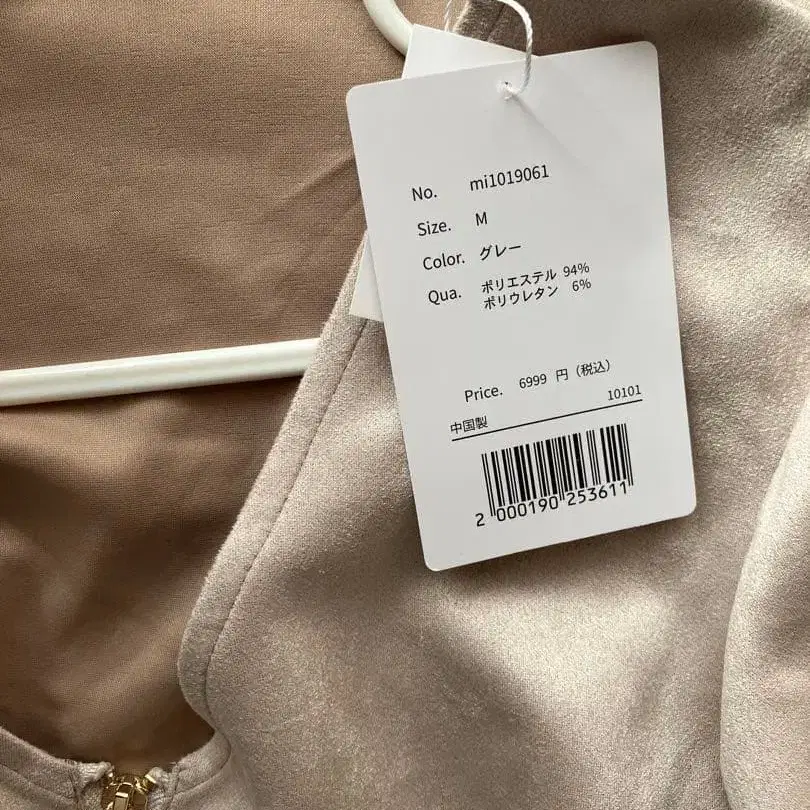 No. mi1019061
Size. M
Color. グレー
Qua. ポリエステル 94%
ポリウレタン 6%
Price. 6999 円（税込）
中国製 10101
2 000190 253611